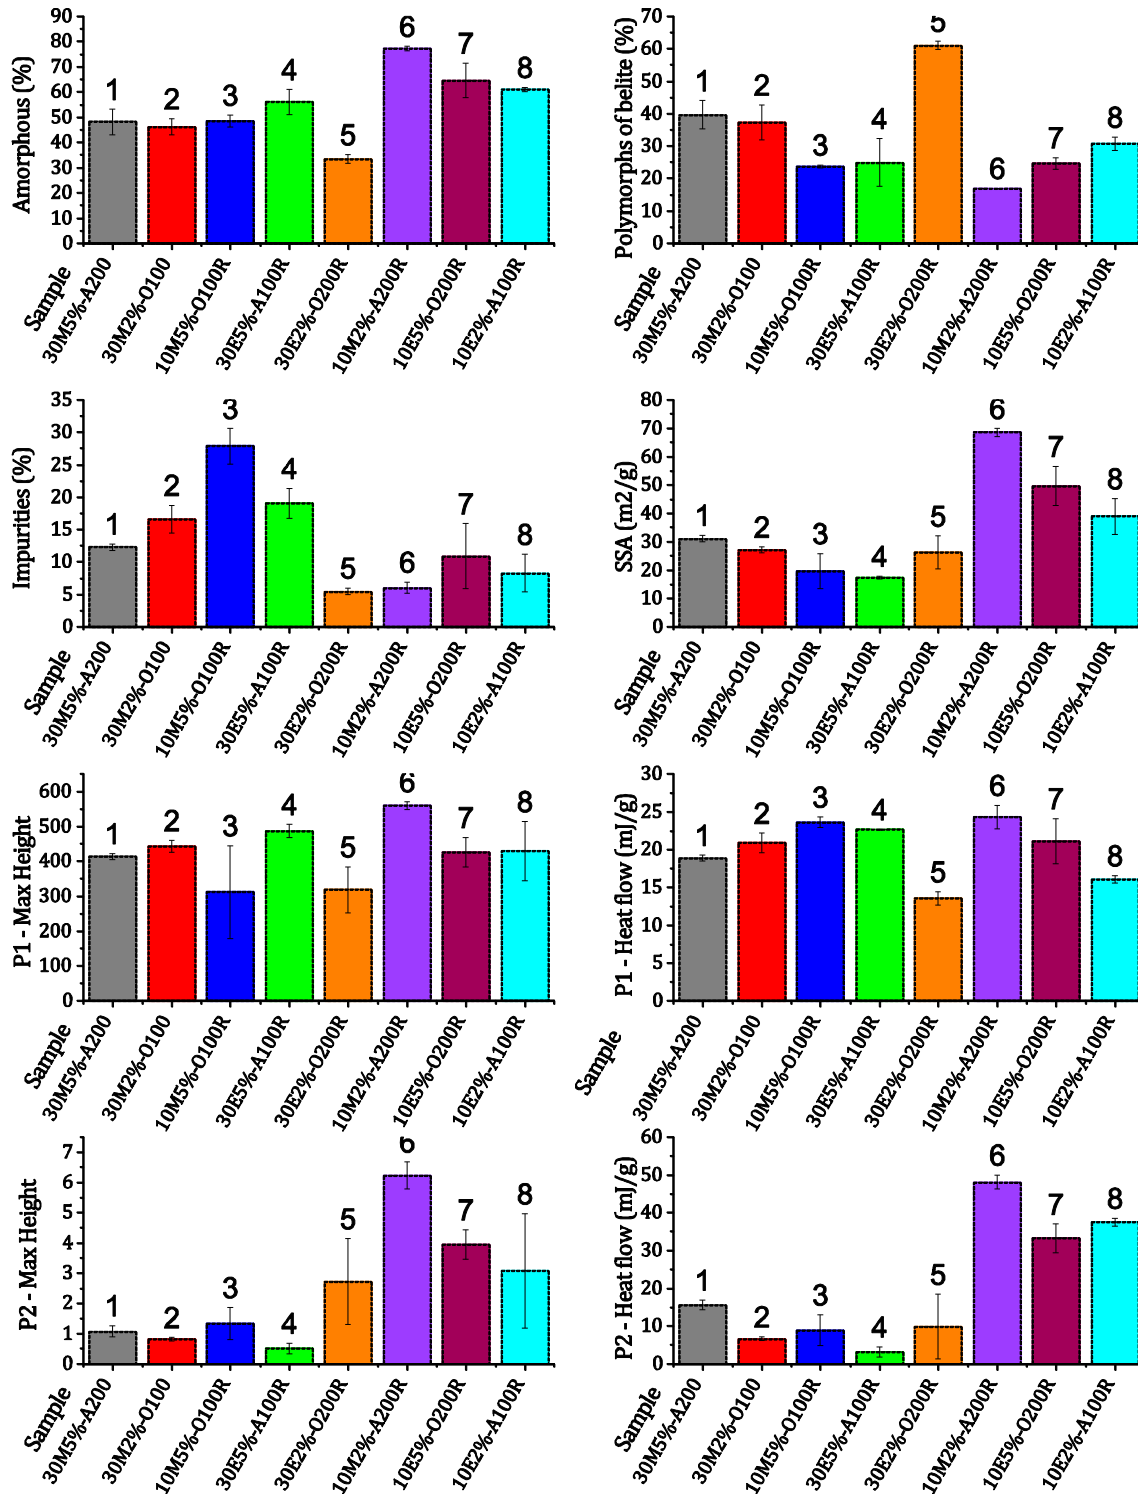 Amorphous (%)
90
80
70
60
50
40
30
20
10
0
1
2
3
4
5
6
7
8
Sample
30M5%-A200
30M2%-O100
10M5%-O100R
30E5%-A100R
30E2%-O200R
10M2%-A200R
10E5%-O200R
10E2%-A100R
Polymorphs of belite (%)
70
60
50
40
30
20
10
0
1
2
3
4
5
6
7
8
Sample
30M5%-A200
30M2%-O100
10M5%-O100R
30E5%-A100R
30E2%-O200R
10M2%-A200R
10E5%-O200R
10E2%-A100R
Impurities (%)
35
30
25
20
15
10
5
0
1
2
3
4
5
6
7
8
Sample
30M5%-A200
30M2%-O100
10M5%-O100R
30E5%-A100R
30E2%-O200R
10M2%-A200R
10E5%-O200R
10E2%-A100R
SSA (m2/g)
80
70
60
50
40
30
20
10
0
1
2
3
4
5
6
7
8
Sample
30M5%-A200
30M2%-O100
10M5%-O100R
30E5%-A100R
30E2%-O200R
10M2%-A200R
10E5%-O200R
10E2%-A100R
P1 - Max Height
600
500
400
300
200
100
0
1
2
3
4
5
6
7
8
Sample
30M5%-A200
30M2%-O100
10M5%-O100R
30E5%-A100R
30E2%-O200R
10M2%-A200R
10E5%-O200R
10E2%-A100R
P1 - Heat flow (mJ/g)
30
25
20
15
10
5
0
1
2
3
4
5
6
7
8
Sample
30M5%-A200
30M2%-O100
10M5%-O100R
30E5%-A100R
30E2%-O200R
10M2%-A200R
10E5%-O200R
10E2%-A100R
P2 - Max Height
7
6
5
4
3
2
1
0
1
2
3
4
5
6
7
8
Sample
30M5%-A200
30M2%-O100
10M5%-O100R
30E5%-A100R
30E2%-O200R
10M2%-A200R
10E5%-O200R
10E2%-A100R
P2 - Heat flow (mJ/g)
60
50
40
30
20
10
0
1
2
3
4
5
6
7
8
Sample
30M5%-A200
30M2%-O100
10M5%-O100R
30E5%-A100R
30E2%-O200R
10M2%-A200R
10E5%-O200R
10E2%-A100R